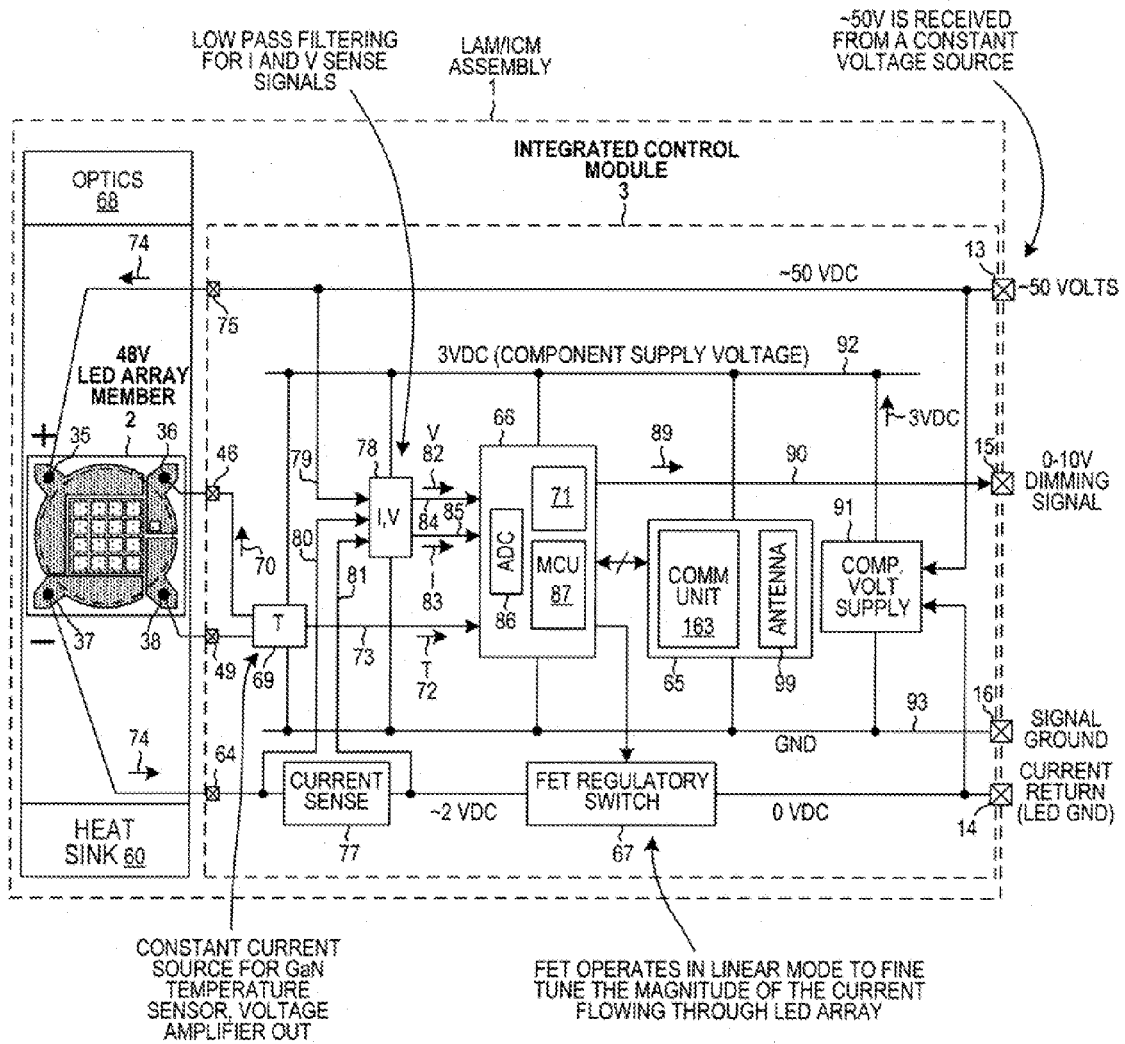 LOW PASS FILTERING
FOR I AND V SENSE
SIGNALS
LAM/ICM
ASSEMBLY
1
~50V IS RECEIVED
FROM A CONSTANT
VOLTAGE SOURCE
OPTICS
68
INTEGRATED CONTROL
MODULE
3
74
75
~50 VDC
13
~50 VOLTS
48V
LED ARRAY
MEMBER
2
3VDC (COMPONENT SUPPLY VOLTAGE)
92
3VDC
+
35
36
46
79
78
V
82
66
89
90
15
0-10V
DIMMING
SIGNAL
I,V
84
85
71
91
70
80
81
I
83
ADC
86
MCU
87
COMM
UNIT
163
ANTENNA
COMP.
VOLT
SUPPLY
–
37
38
49
T
69
73
T
72
65
99
93
16
SIGNAL
GROUND
GND
74
64
CURRENT
SENSE
77
~2 VDC
FET REGULATORY
SWITCH
67
0 VDC
14
CURRENT
RETURN
(LED GND)
HEAT
SINK 60
CONSTANT CURRENT
SOURCE FOR GaN
TEMPERATURE
SENSOR, VOLTAGE
AMPLIFIER OUT
FET OPERATES IN LINEAR MODE TO FINE
TUNE THE MAGNITUDE OF THE CURRENT
FLOWING THROUGH LED ARRAY